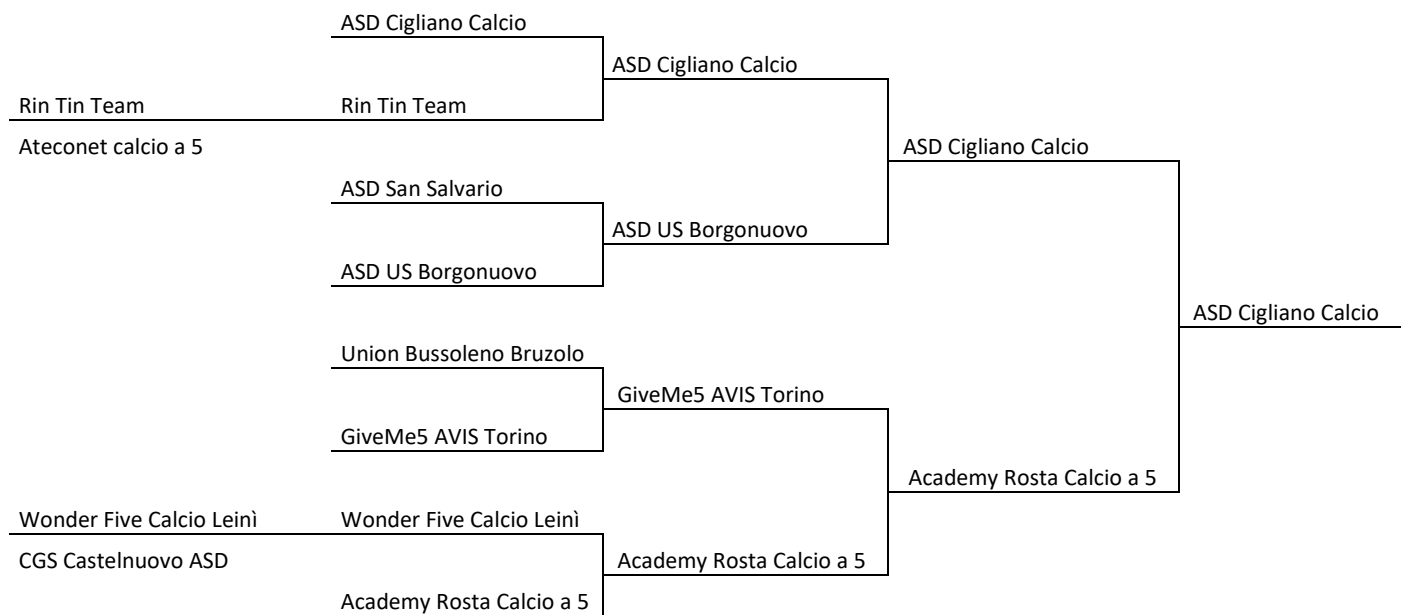 ASD Cigliano Calcio
ASD Cigliano Calcio
Rin Tin Team
Rin Tin Team
Ateconet calcio a 5
ASD Cigliano Calcio
ASD San Salvario
ASD US Borgonuovo
ASD US Borgonuovo
ASD Cigliano Calcio
Union Bussoleno Bruzolo
GiveMe5 AVIS Torino
GiveMe5 AVIS Torino
Academy Rosta Calcio a 5
Wonder Five Calcio Leinì
Wonder Five Calcio Leinì
CGS Castelnuovo ASD
Academy Rosta Calcio a 5
Academy Rosta Calcio a 5